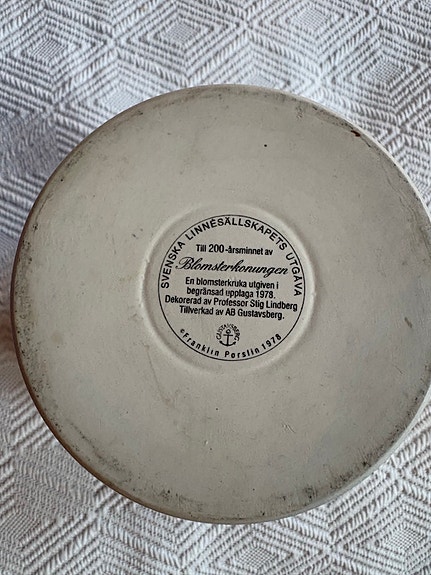 SVENSKA LINNÉSÄLLSKAPETS UTGÅVA
Till 200-årsminnet av
Blomsterkonungen
En blomsterkruka utgiven i
begränsad upplaga 1978.
Dekorerad av Professor Stig Lindberg
Tillverkad av AB Gustavsberg.
GUSTAVSBERG
©Franklin Porslin 1978